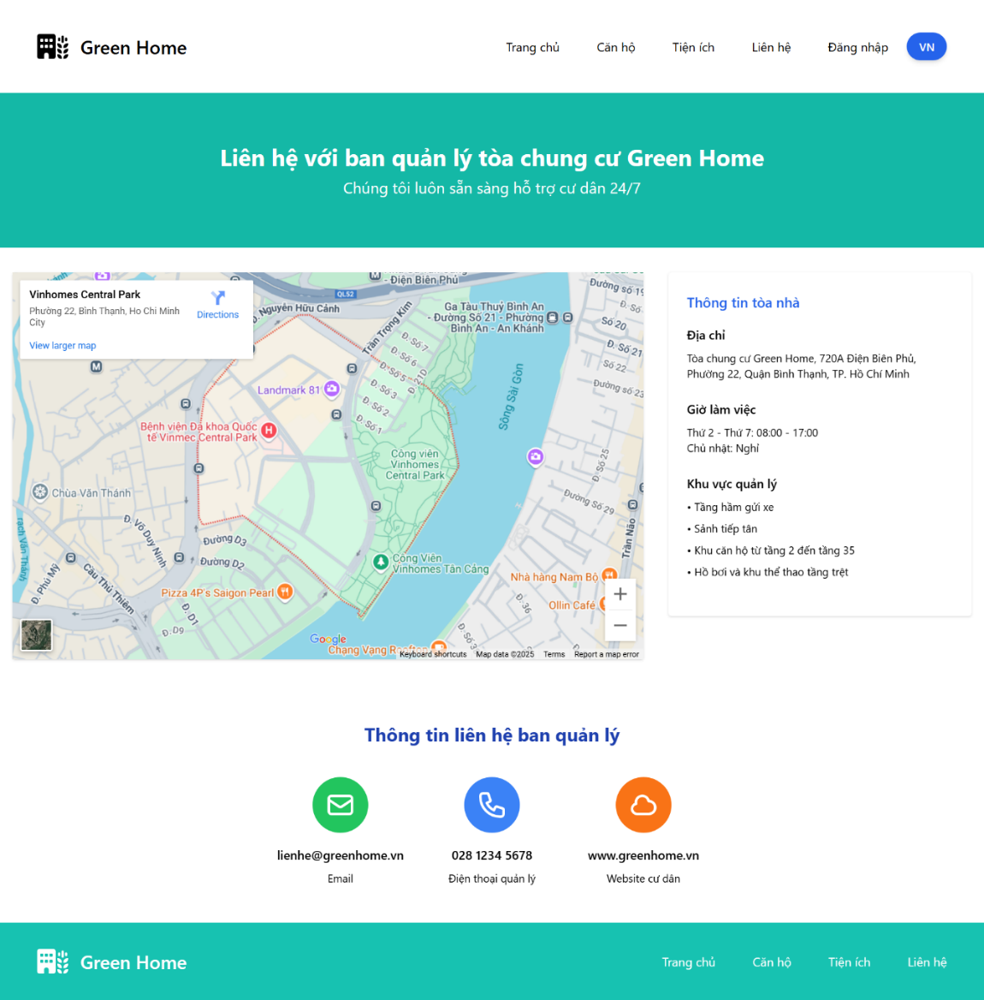 Green Home
Trang chủ
Căn hộ
Tiện ích
Liên hệ
Đăng nhập
VN
Liên hệ với ban quản lý tòa chung cư Green Home
Chúng tôi luôn sẵn sàng hỗ trợ cư dân 24/7
Vinhomes Central Park
Phường 22, Bình Thạnh, Ho Chi Minh
City
View larger map
Directions
- Điện Biên Phủ
QL52
Đ. Nguyễn Hữu Cảnh
Trần Trọng Kim
Ga Tàu Thuỷ Bình An
- Đường Số 21 - Phường
Bình An - An Khánh
Đường số 19
Số 20
Đ. Số 21
Số 22
Đường số 23
Đ. Số 5
Đ. 21D
Đ. Số 3
Đ. Số 2
Đ. Số 1
Landmark 81
Sông Sài Gòn
Bệnh viện Đa khoa Quốc
tế Vinmec Central Park
Công viên
Vinhomes
Central Park
Đ. Số 25
Chùa Văn Thánh
Đường Số 29
Trần Não
rạch Văn Thánh
Đ. Võ Duy Ninh
Đường D3
Đường D2
Đ. Phú Mỹ
Cầu Thủ Thiêm
Công Viên
Vinhomes Tân Cảng
Nhà hàng Nam Bộ
Pizza 4P's Saigon Pearl
Ollin Café
Đ. 36
Đ. D1
Đ. D9
Đ. Số 3
Google
Chạng Vạng Rooftop
Keyboard shortcuts
Map data ©2025
Terms
Report a map error
Thông tin tòa nhà
Địa chỉ
Tòa chung cư Green Home, 720A Điện Biên Phủ,
Phường 22, Quận Bình Thạnh, TP. Hồ Chí Minh
Giờ làm việc
Thứ 2 - Thứ 7: 08:00 - 17:00
Chủ nhật: Nghỉ
Khu vực quản lý
• Tầng hầm gửi xe
• Sảnh tiếp tân
• Khu căn hộ từ tầng 2 đến tầng 35
• Hồ bơi và khu thể thao tầng trệt
Thông tin liên hệ ban quản lý
lienhe@greenhome.vn
Email
028 1234 5678
Điện thoại quản lý
www.greenhome.vn
Website cư dân
Green Home
Trang chủ
Căn hộ
Tiện ích
Liên hệ